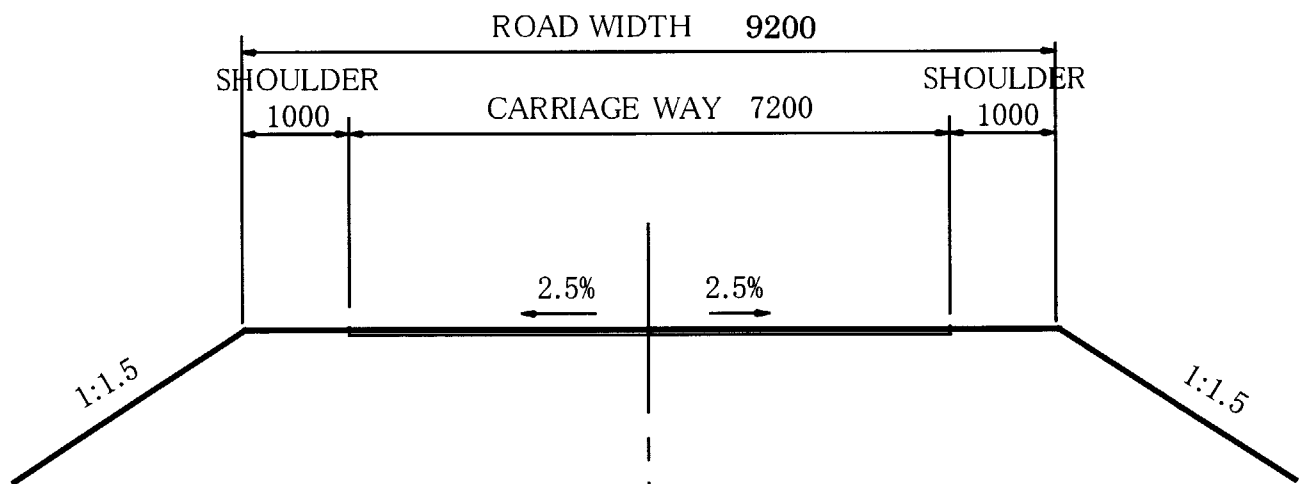 ROAD WIDTH 9200
SHOULDER
1000
CARRIAGE WAY 7200
SHOULDER
1000
2.5%
2.5%
1:1.5
1:1.5